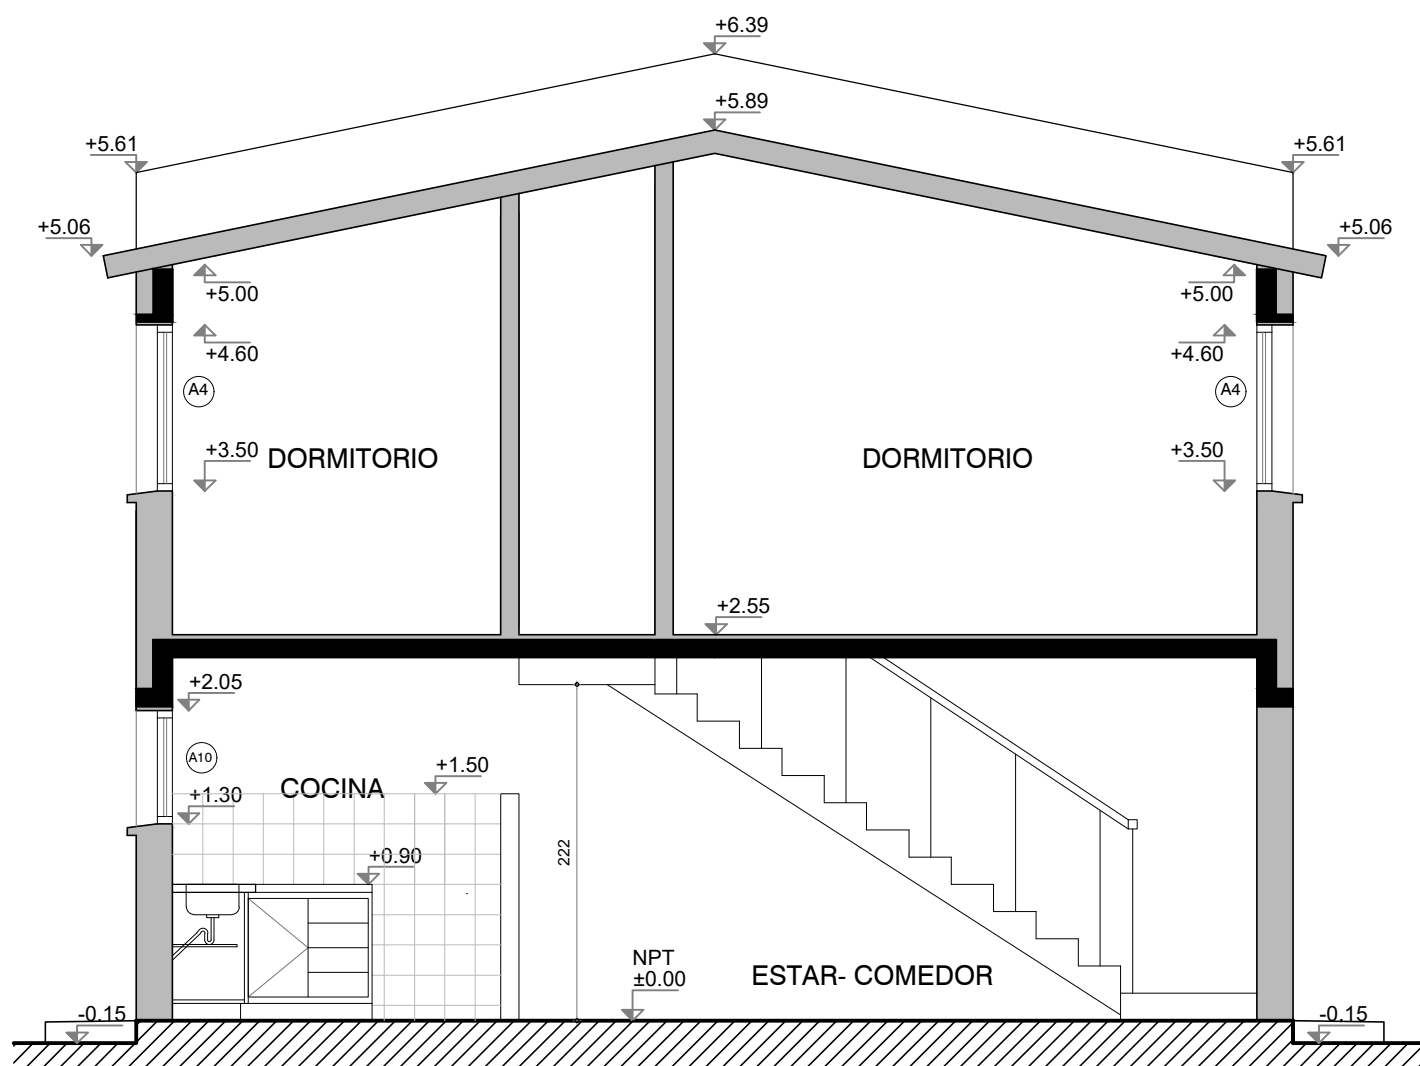 +6.39
+5.89
+5.61
+5.61
+5.06
+5.06
+5.00
+5.00
+4.60
+4.60
A4
A4
+3.50
DORMITORIO
DORMITORIO
+3.50
+2.55
+2.05
A10
COCINA
+1.50
+1.30
+0.90
222
NPT
±0.00
ESTAR- COMEDOR
-0.15
-0.15